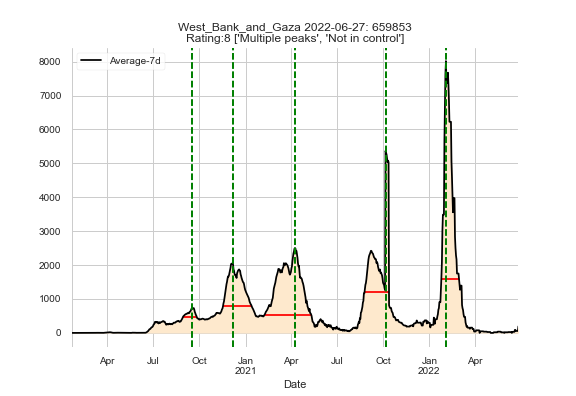 West_Bank_and_Gaza 2022-06-27: 659853
Rating:8 ['Multiple peaks', 'Not in control']
Average-7d
8000
7000
6000
5000
4000
3000
2000
1000
0
Apr Jul Oct Jan Apr Jul Oct Jan Apr
2021 2022
Date